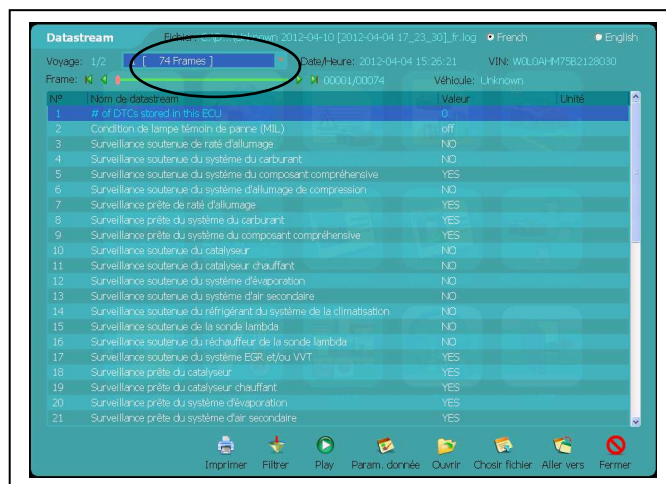 Datastream Fichier: 2012-04-10 [2012-04-04 17_23_30]_fr.log French English
Voyage: 1/2 [ 74 Frames ] Date/Heure: 2012-04-04 15:26:21 VIN: W0L0AHM75B2128030
Frame: 00001/00074 Véhicule: Unknown
Nº Nom de datastream Valeur Unité
1 # of DTCs stored in this ECU 0
2 Condition de lampe témoin de panne (MIL) off
3 Surveillance soutenue de raté d'allumage NO
4 Surveillance soutenue du système du carburant NO
5 Surveillance soutenue du système du composant compréhensive YES
6 Surveillance soutenue du système d'allumage de compression NO
7 Surveillance prête de raté d'allumage YES
8 Surveillance prête du système du carburant YES
9 Surveillance prête du système du composant compréhensive YES
10 Surveillance soutenue du catalyseur NO
11 Surveillance soutenue du catalyseur chauffant NO
12 Surveillance soutenue du système d'évaporation NO
13 Surveillance soutenue du système d'air secondaire NO
14 Surveillance soutenue du réfrigérant du système de la climatisation NO
15 Surveillance soutenue de la sonde lambda NO
16 Surveillance soutenue du réchauffeur de la sonde lambda NO
17 Surveillance soutenue du système EGR et/ou VVT YES
18 Surveillance prête du catalyseur YES
19 Surveillance prête du catalyseur chauffant YES
20 Surveillance prête du système d'évaporation YES
21 Surveillance prête du système d'air secondaire YES
Imprimer Filtrer Play Param. donnée Ouvrir Chosir fichier Aller vers Fermer